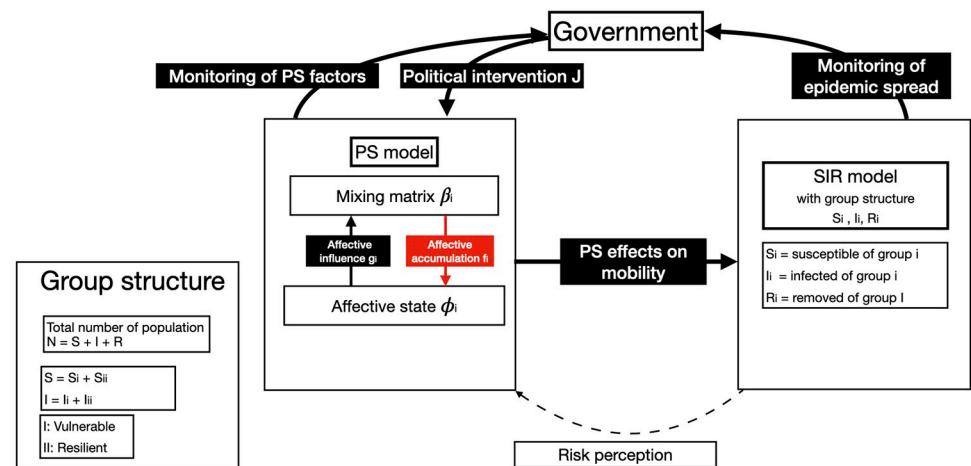 Government
Monitoring of PS factors
Political intervention J
Monitoring of
epidemic spread
PS model
Mixing matrix βi
Affective
influence gi
Affective
accumulation fi
Affective state ϕi
PS effects on
mobility
SIR model
with group structure
Si , Ii, Ri
Si = susceptible of group i
Ii = infected of group i
Ri = removed of group I
Group structure
Total number of population
N = S + I + R
S = Si + Sii
I = Ii + Iii
I: Vulnerable
II: Resilient
Risk perception